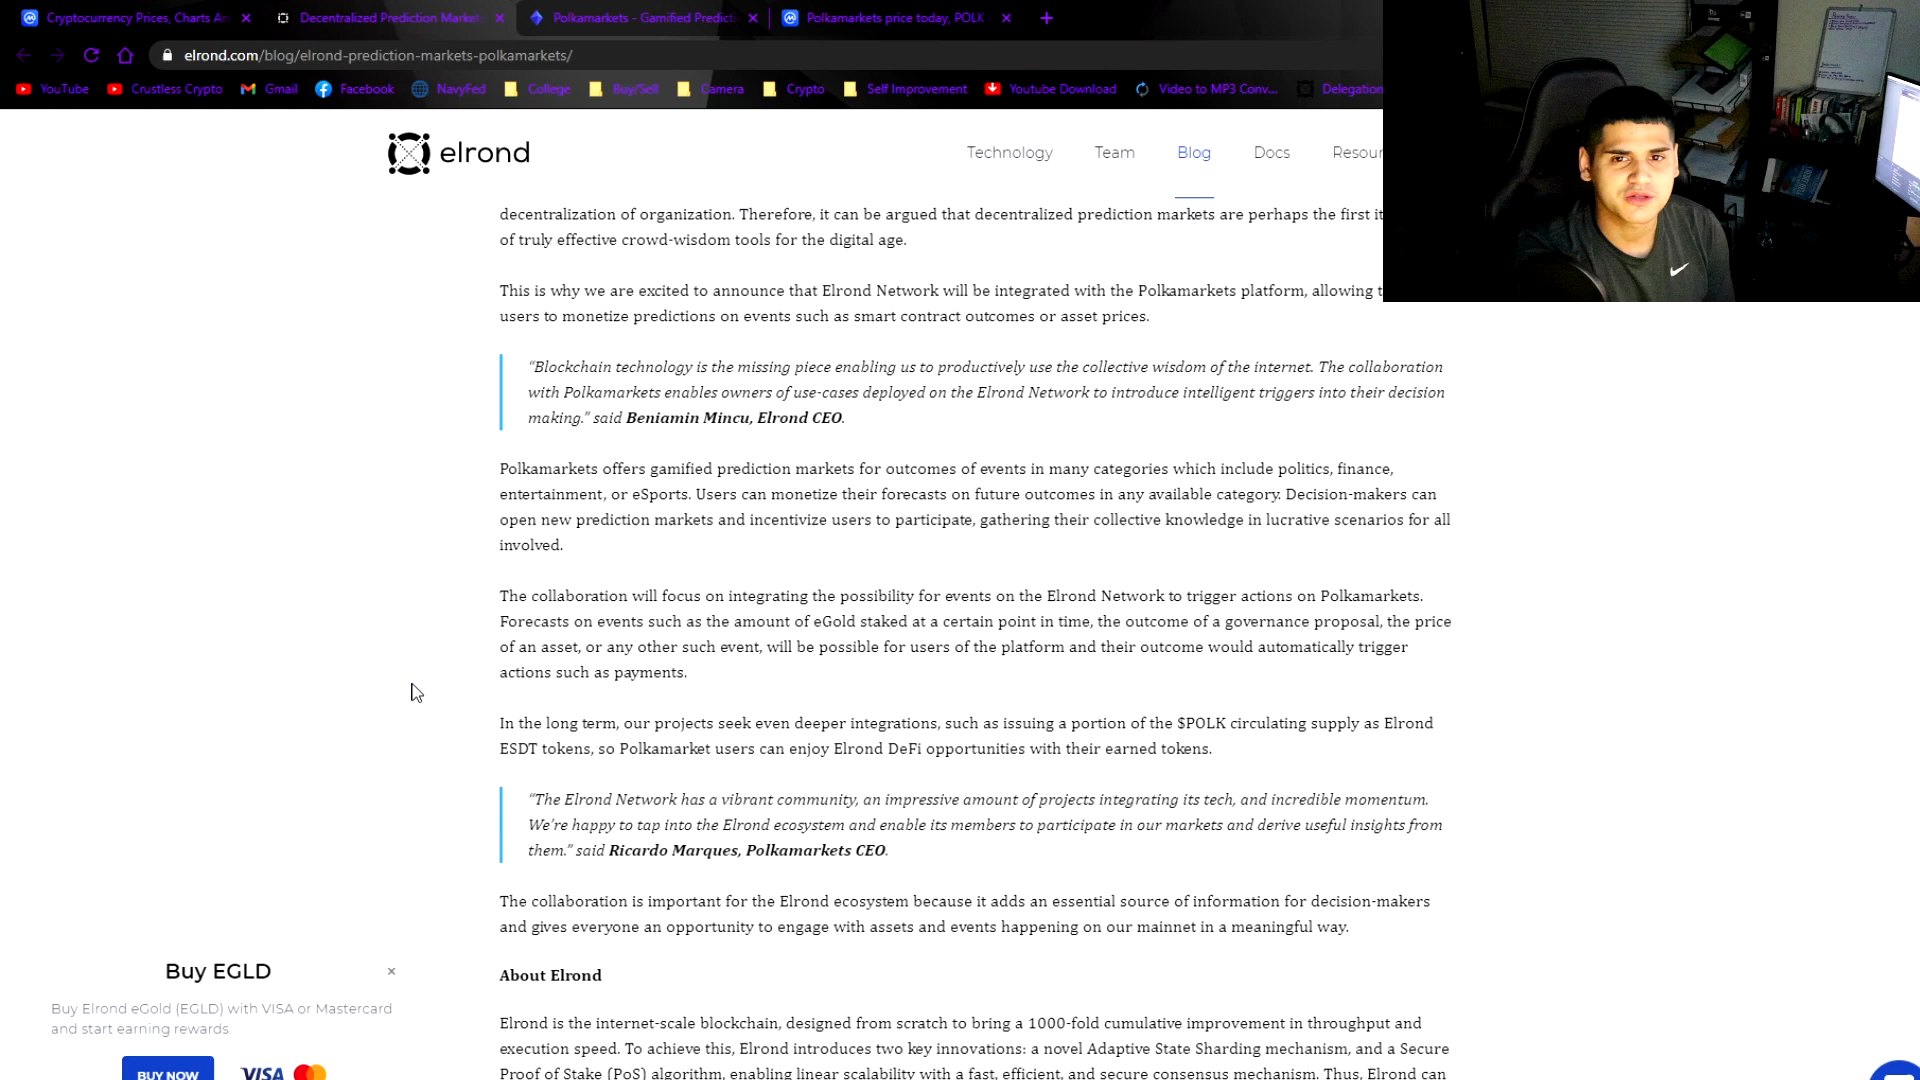 Cryptocurrency Prices, Charts An
Decentralized Prediction Market
Polkamarkets - Gamified Predicti
Polkamarkets price today, POLK
elrond.com/blog/elrond-prediction-markets-polkamarkets/
YouTube
Crustless Crypto
Gmail
Facebook
NavyFed
College
Buy/Sell
Camera
Crypto
Self Improvement
Youtube Download
Video to MP3 Conv...
Delegation
elrond
Technology
Team
Blog
Docs
Resour
decentralization of organization. Therefore, it can be argued that decentralized prediction markets are perhaps the first it
of truly effective crowd-wisdom tools for the digital age.
This is why we are excited to announce that Elrond Network will be integrated with the Polkamarkets platform, allowing t
users to monetize predictions on events such as smart contract outcomes or asset prices.
“Blockchain technology is the missing piece enabling us to productively use the collective wisdom of the internet. The collaboration
with Polkamarkets enables owners of use-cases deployed on the Elrond Network to introduce intelligent triggers into their decision
making.” said Beniamin Mincu, Elrond CEO.
Polkamarkets offers gamified prediction markets for outcomes of events in many categories which include politics, finance,
entertainment, or eSports. Users can monetize their forecasts on future outcomes in any available category. Decision-makers can
open new prediction markets and incentivize users to participate, gathering their collective knowledge in lucrative scenarios for all
involved.
The collaboration will focus on integrating the possibility for events on the Elrond Network to trigger actions on Polkamarkets.
Forecasts on events such as the amount of eGold staked at a certain point in time, the outcome of a governance proposal, the price
of an asset, or any other such event, will be possible for users of the platform and their outcome would automatically trigger
actions such as payments.
In the long term, our projects seek even deeper integrations, such as issuing a portion of the $POLK circulating supply as Elrond
ESDT tokens, so Polkamarket users can enjoy Elrond DeFi opportunities with their earned tokens.
“The Elrond Network has a vibrant community, an impressive amount of projects integrating its tech, and incredible momentum.
We’re happy to tap into the Elrond ecosystem and enable its members to participate in our markets and derive useful insights from
them.” said Ricardo Marques, Polkamarkets CEO.
The collaboration is important for the Elrond ecosystem because it adds an essential source of information for decision-makers
and gives everyone an opportunity to engage with assets and events happening on our mainnet in a meaningful way.
About Elrond
Elrond is the internet-scale blockchain, designed from scratch to bring a 1000-fold cumulative improvement in throughput and
execution speed. To achieve this, Elrond introduces two key innovations: a novel Adaptive State Sharding mechanism, and a Secure
Proof of Stake (PoS) algorithm, enabling linear scalability with a fast, efficient, and secure consensus mechanism. Thus, Elrond can
Buy EGLD
Buy Elrond eGold (EGLD) with VISA or Mastercard
and start earning rewards.
BUY NOW
VISA